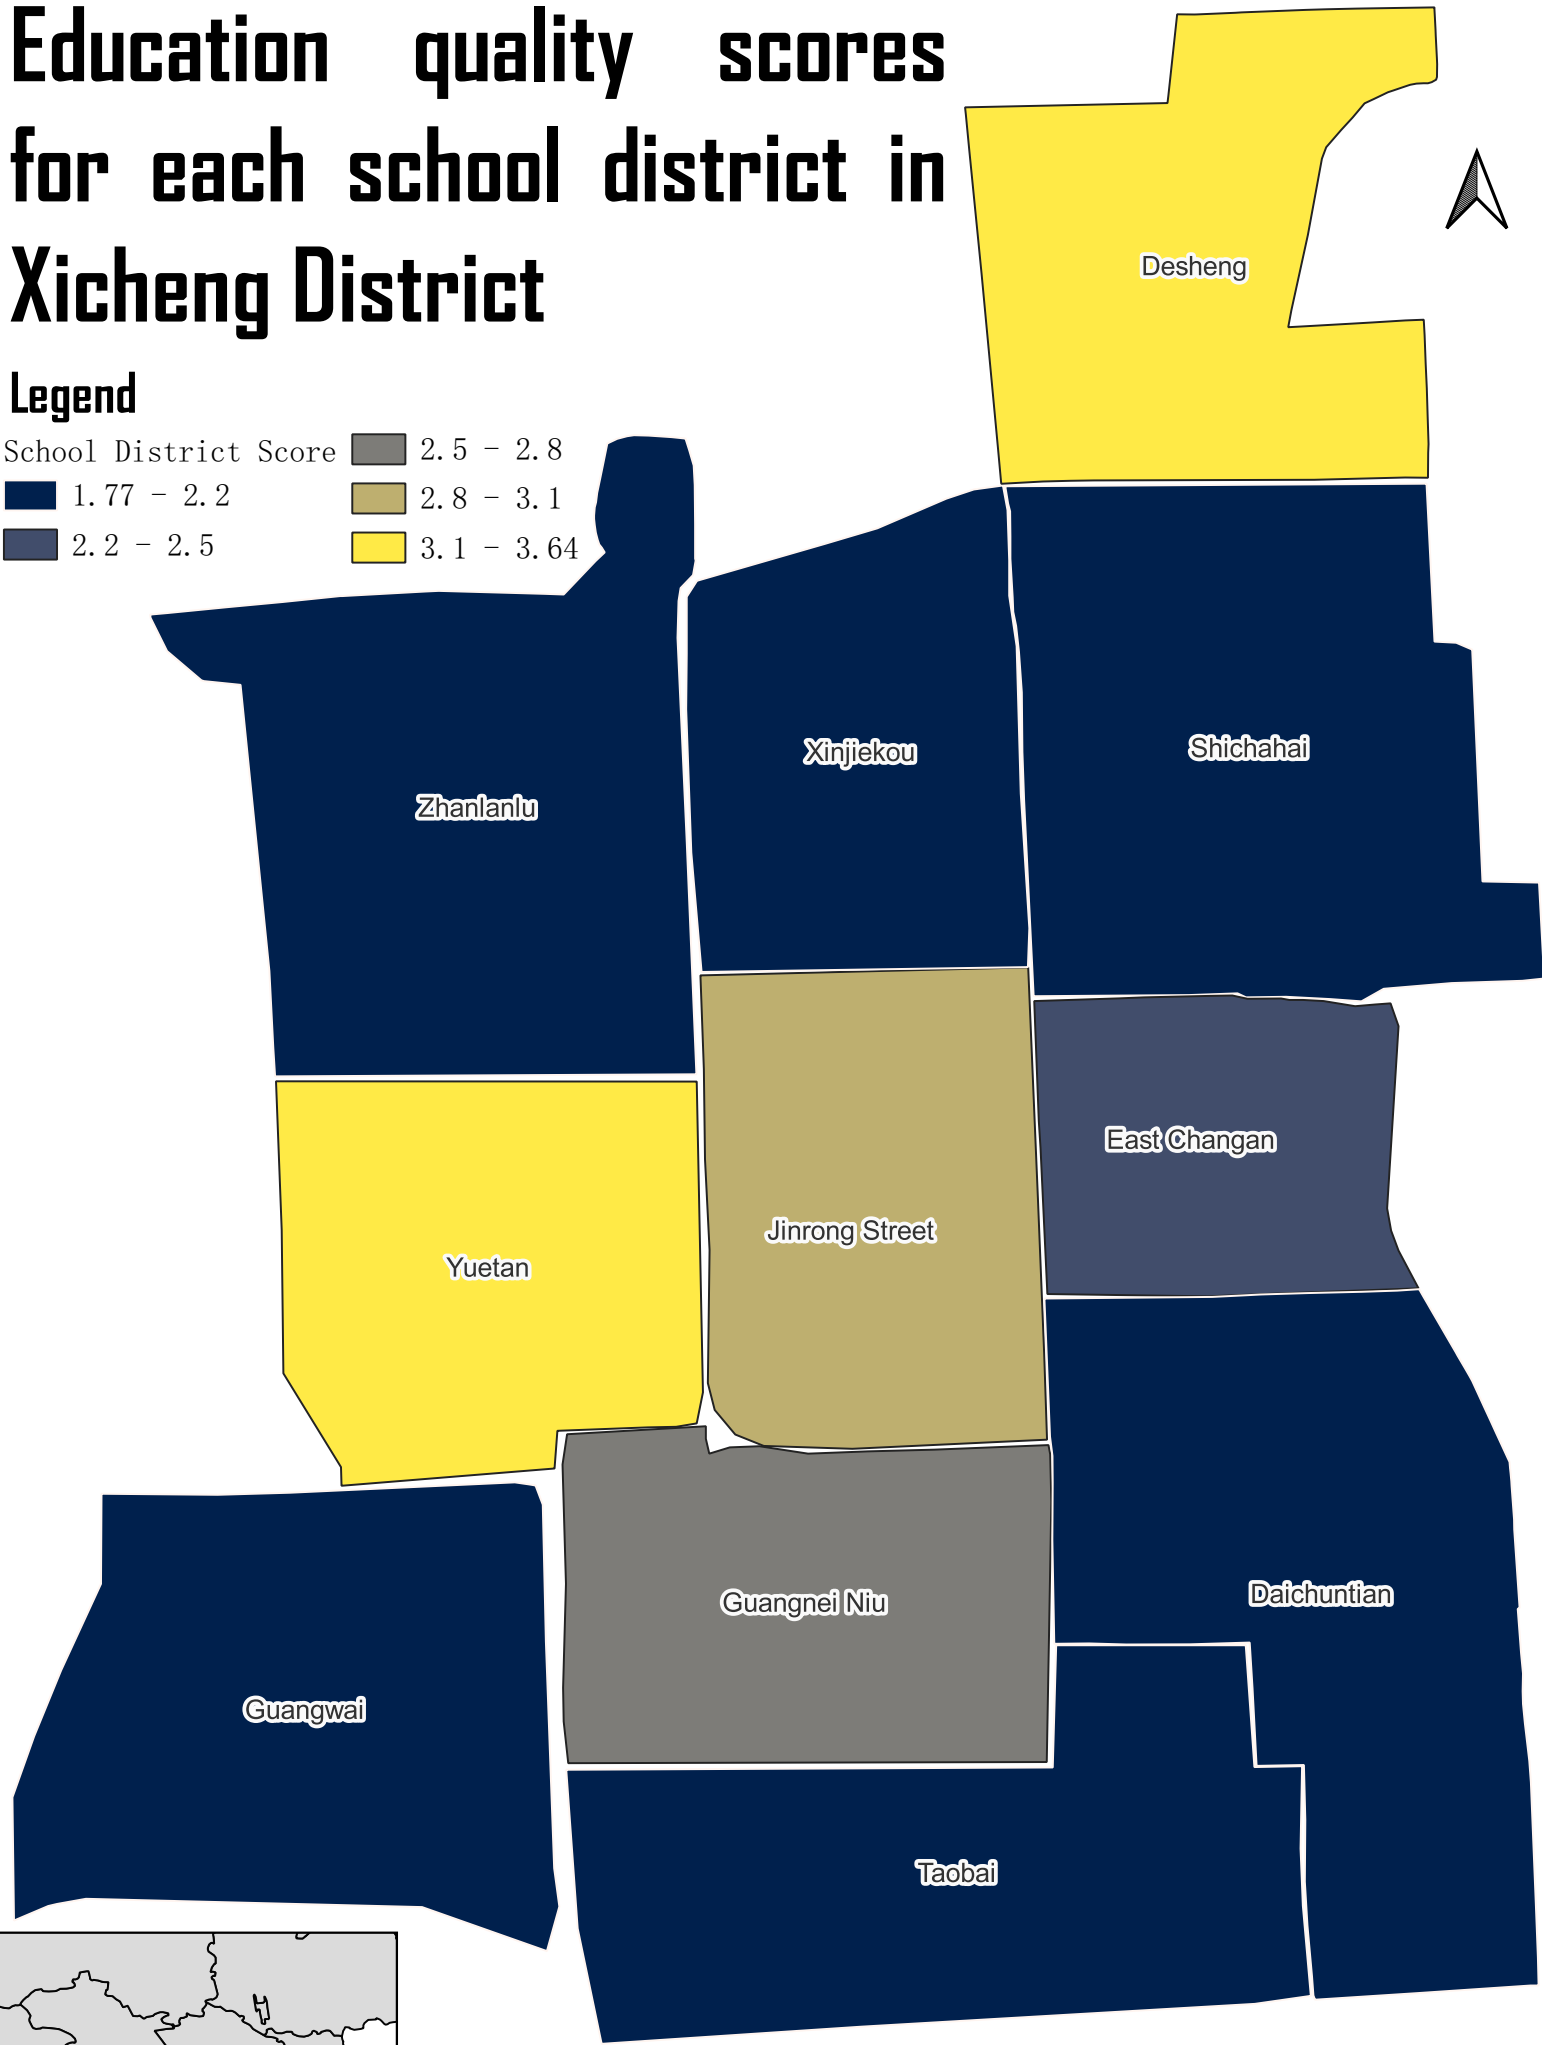 Education quality scores
for each school district in
Xicheng District
Legend
School District Score
1.77 - 2.2
2.2 - 2.5
2.5 - 2.8
2.8 - 3.1
3.1 - 3.64
Desheng
Xinjiekou
Shichahai
Zhanlanlu
East Changan
Jinrong Street
Yuetan
Daichuntian
Guangnei Niu
Guangwai
Taobai